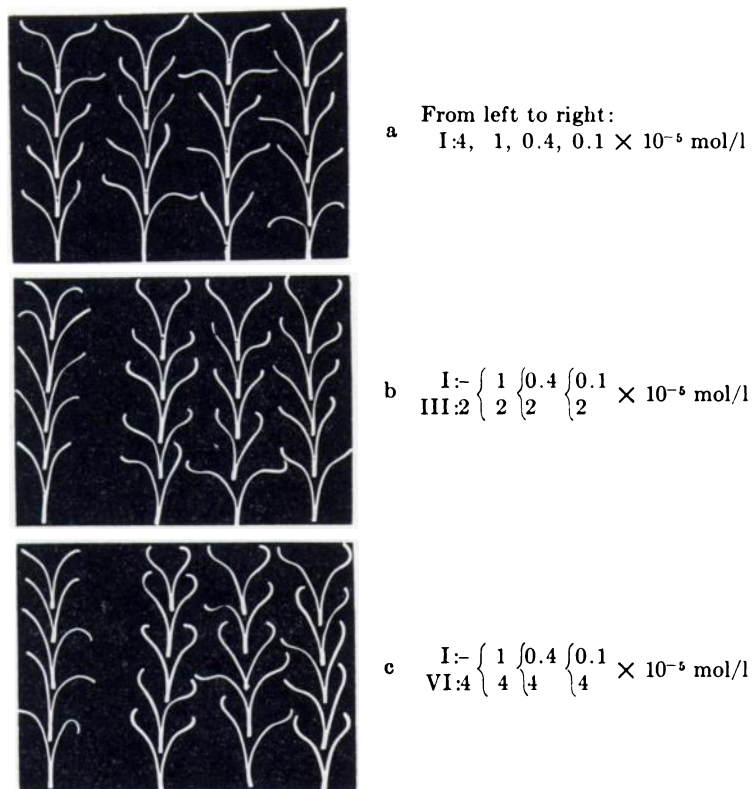 a
From left to right:
I:4, 1, 0.4, 0.1 × 10⁻⁵ mol/l
b
I:– { 1 {0.4 {0.1 × 10⁻⁵ mol/l
III:2 { 2 {2 {2
c
I:– { 1 {0.4 {0.1 × 10⁻⁵ mol/l
VI:4 { 4 {4 {4